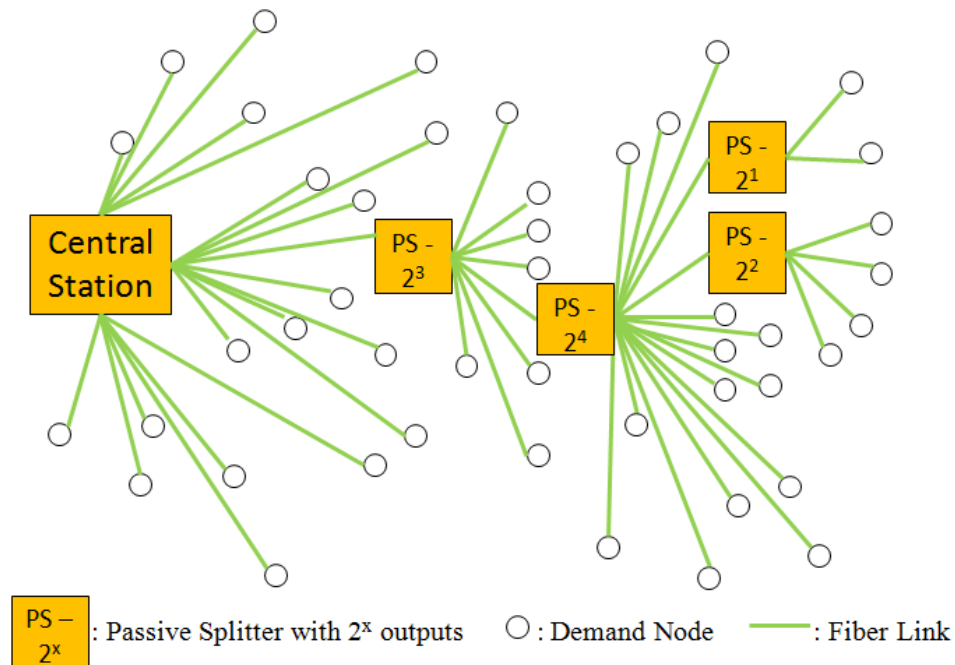 Central
Station
PS -
2³
PS -
2⁴
PS -
2¹
PS -
2²
PS –
2ˣ
: Passive Splitter with 2ˣ outputs
: Demand Node
: Fiber Link